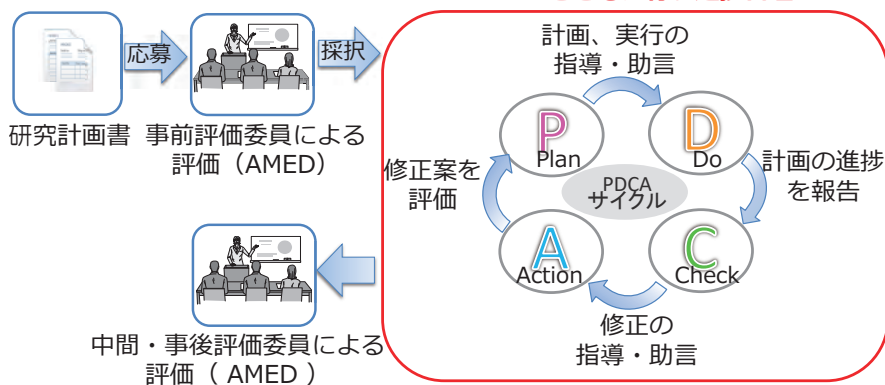 応募
採択
研究計画書
事前評価委員による
評価（AMED）
計画、実行の
指導・助言
P
Plan
D
Do
修正案を
評価
PDCA
サイクル
計画の進捗
を報告
A
Action
C
Check
修正の
指導・助言
中間・事後評価委員による
評価（ AMED ）